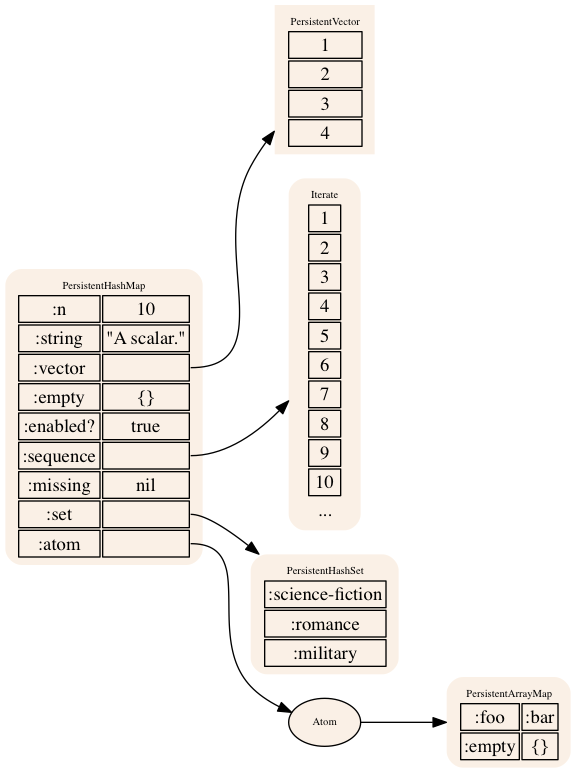 PersistentVector
1
2
3
4
Iterate
1
2
3
4
5
6
7
8
9
10
...
PersistentHashMap
:n 10
:string "A scalar."
:vector
:empty {}
:enabled? true
:sequence
:missing nil
:set
:atom
PersistentHashSet
:science-fiction
:romance
:military
Atom
PersistentArrayMap
:foo :bar
:empty {}